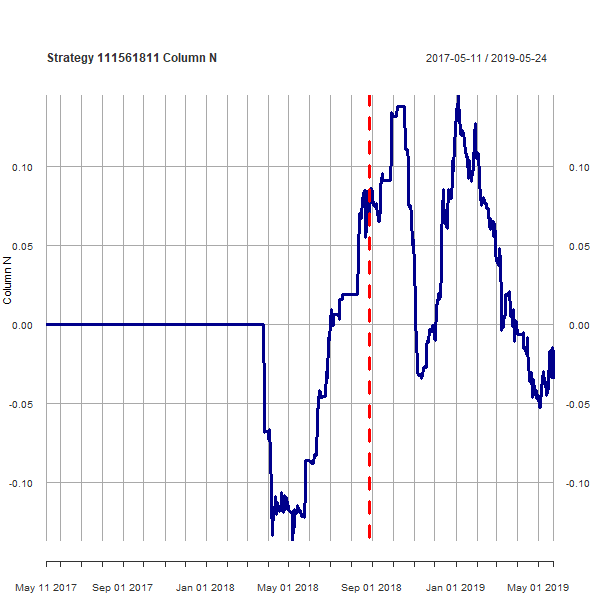 Strategy 111561811 Column N
2017-05-11 / 2019-05-24
Column N
0.10
0.05
0.00
-0.05
-0.10
0.10
0.05
0.00
-0.05
-0.10
May 11 2017
Sep 01 2017
Jan 01 2018
May 01 2018
Sep 01 2018
Jan 01 2019
May 01 2019